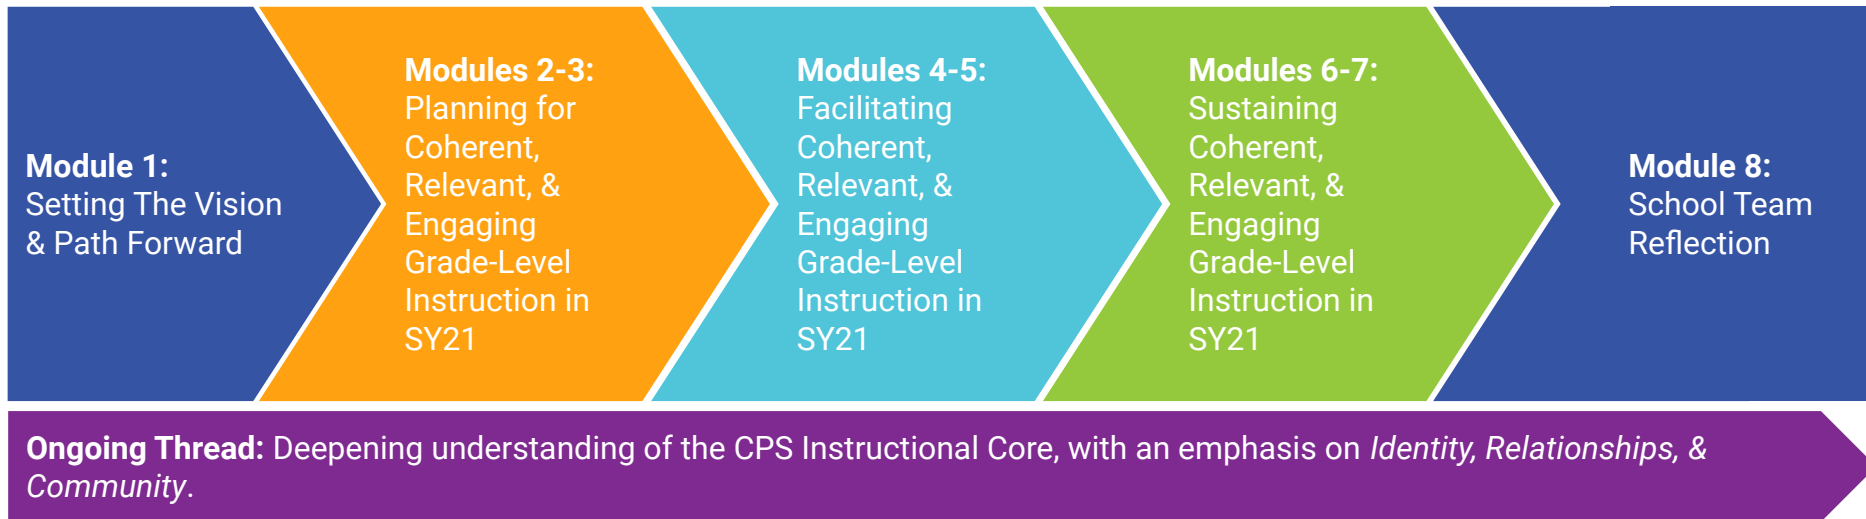 Module 1:
Setting The Vision
& Path Forward
Modules 2-3:
Planning for
Coherent,
Relevant, &
Engaging
Grade-Level
Instruction in
SY21
Modules 4-5:
Facilitating
Coherent,
Relevant, &
Engaging
Grade-Level
Instruction in
SY21
Modules 6-7:
Sustaining
Coherent,
Relevant, &
Engaging
Grade-Level
Instruction in
SY21
Module 8:
School Team
Reflection
Ongoing Thread: Deepening understanding of the CPS Instructional Core, with an emphasis on Identity, Relationships, &
Community.